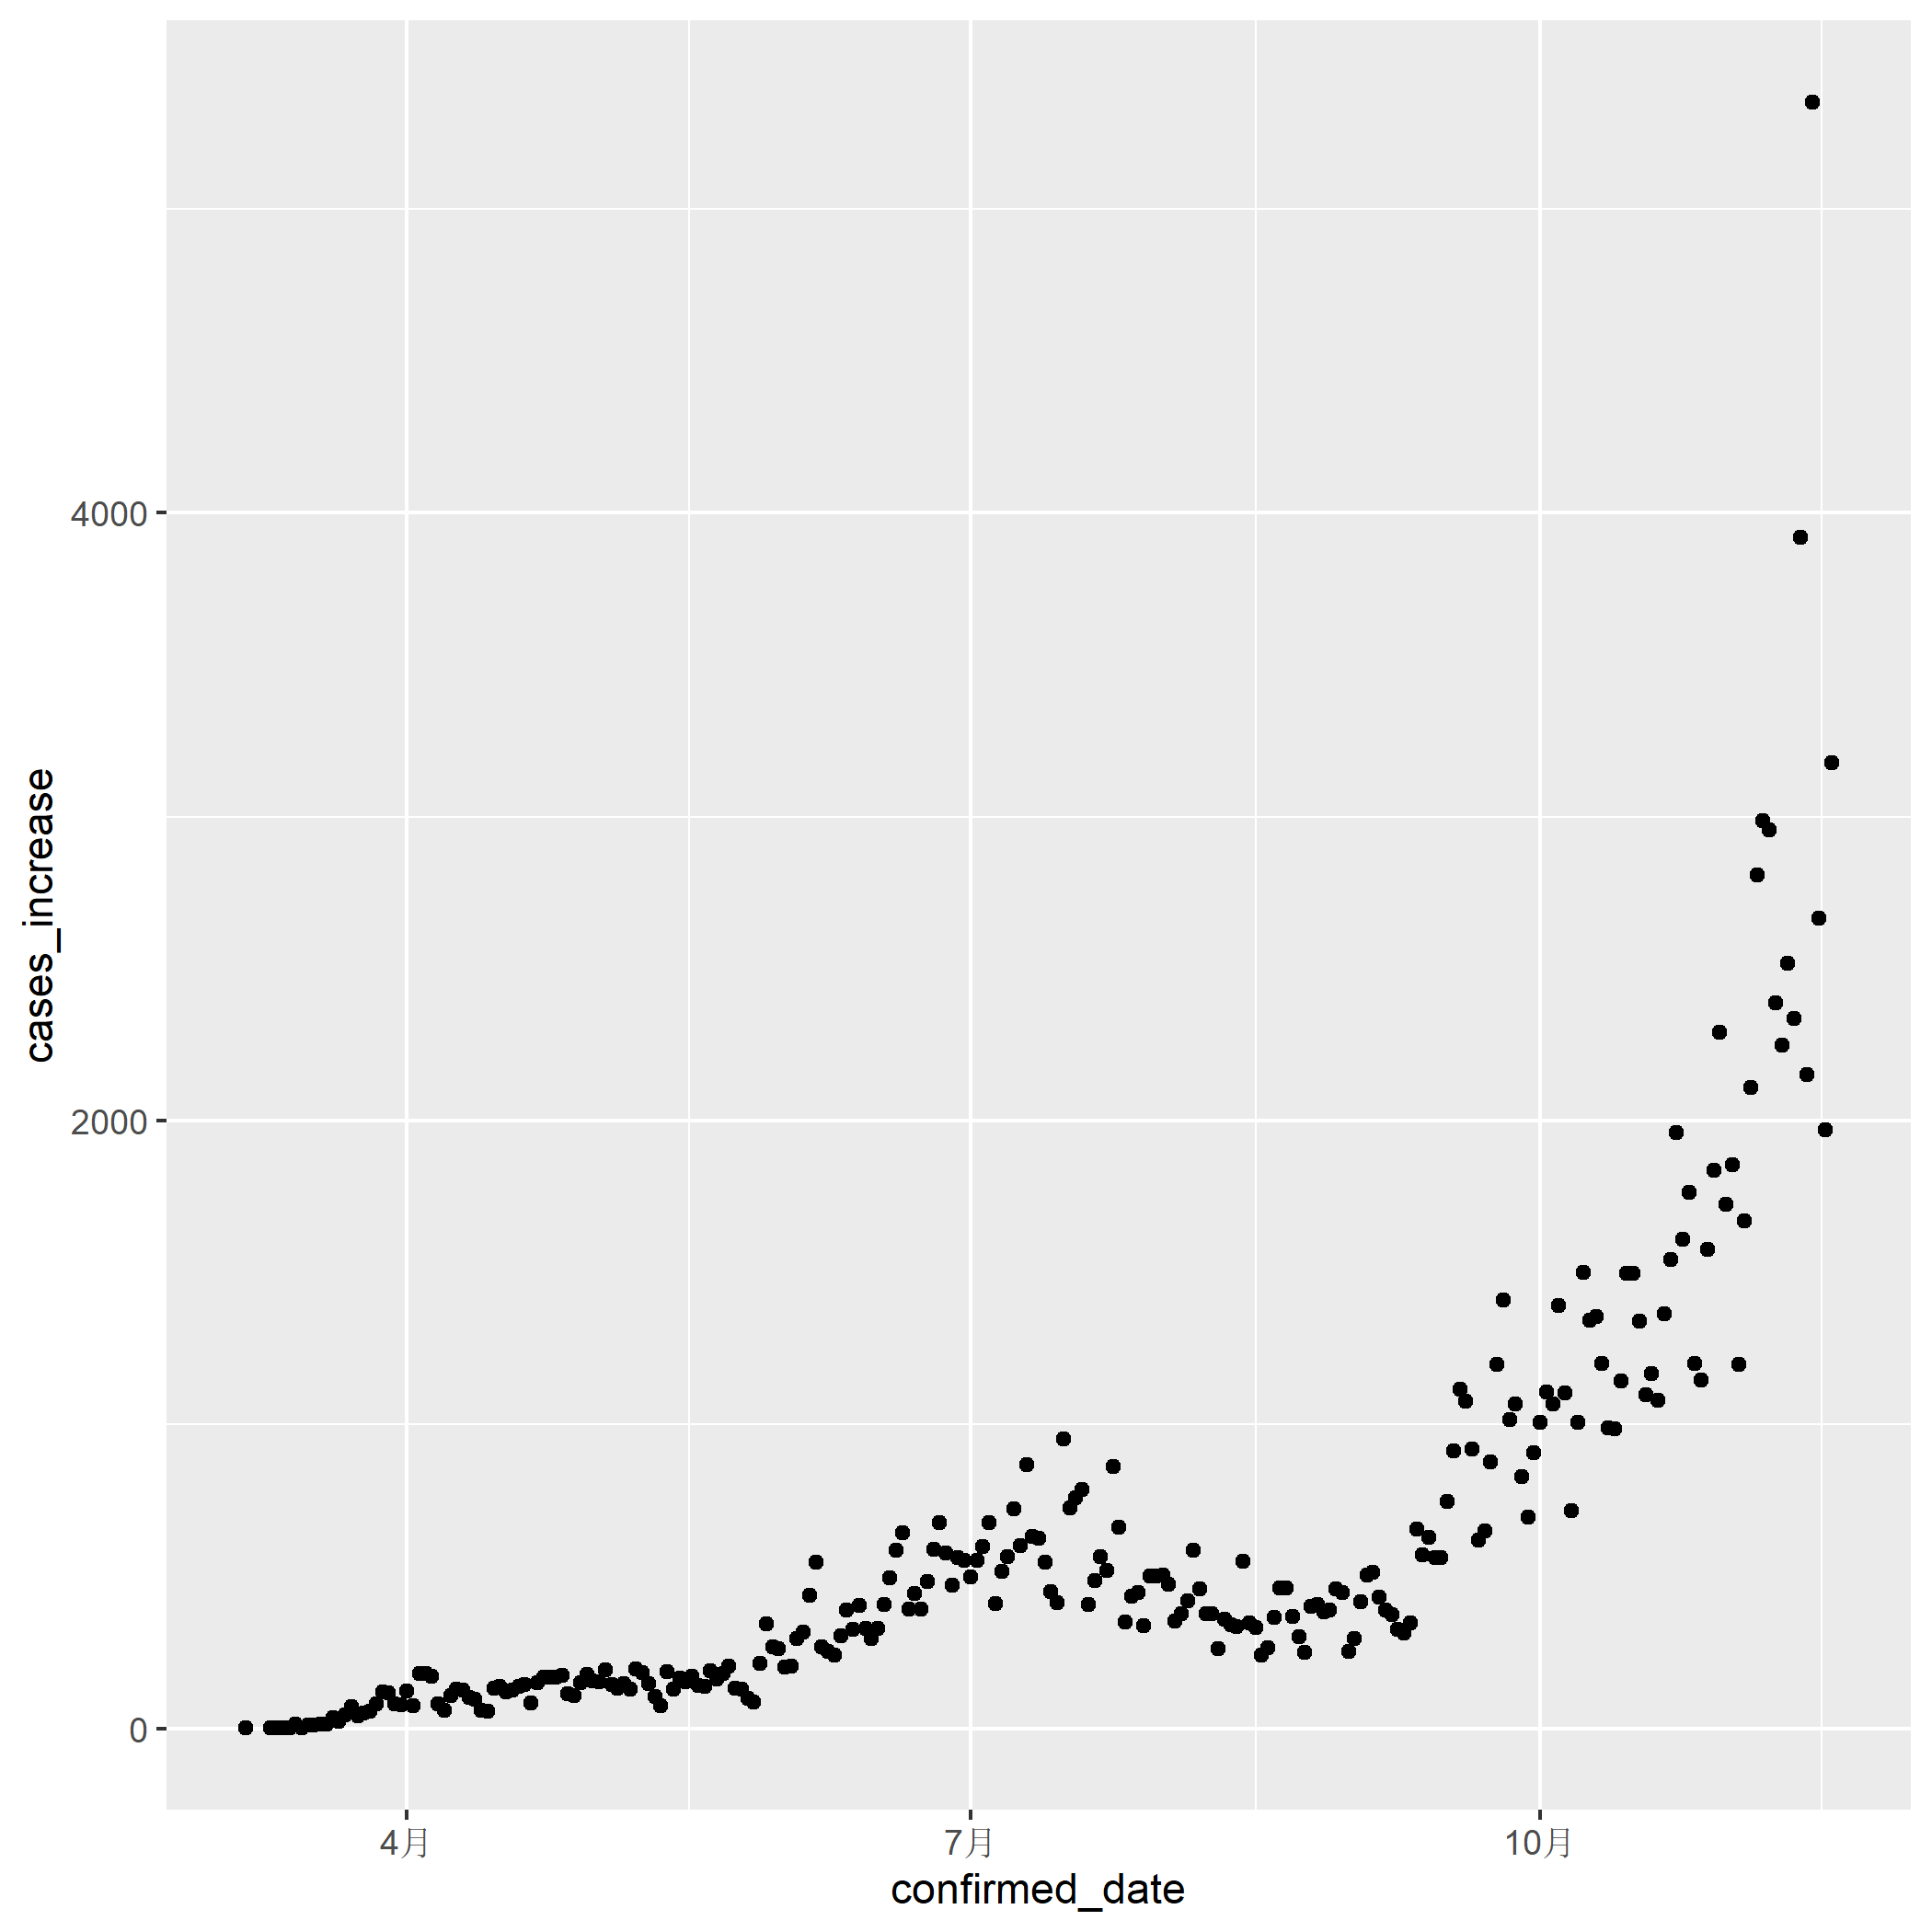 cases_increase
4000
2000
0
4月
7月
10月
confirmed_date